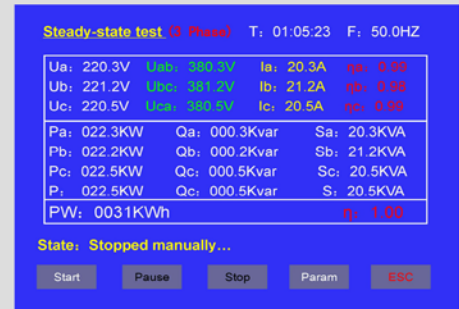 Steady-state test (3 Phase) T: 01:05:23 F: 50.0HZ
Ua: 220.3V Uab: 380.3V Ia: 20.3A ηa: 0.99
Ub: 221.2V Ubc: 381.2V Ib: 21.2A ηb: 0.98
Uc: 220.5V Uca: 380.5V Ic: 20.5A ηc: 0.99
Pa: 022.3KW Qa: 000.3Kvar Sa: 20.3KVA
Pb: 022.2KW Qb: 000.2Kvar Sb: 21.2KVA
Pc: 022.5KW Qc: 000.5Kvar Sc: 20.5KVA
P: 022.5KW Qc: 000.5Kvar S: 20.5KVA
PW: 0031KWh η: 1.00
State: Stopped manually...
Start Pause Stop Param ESC